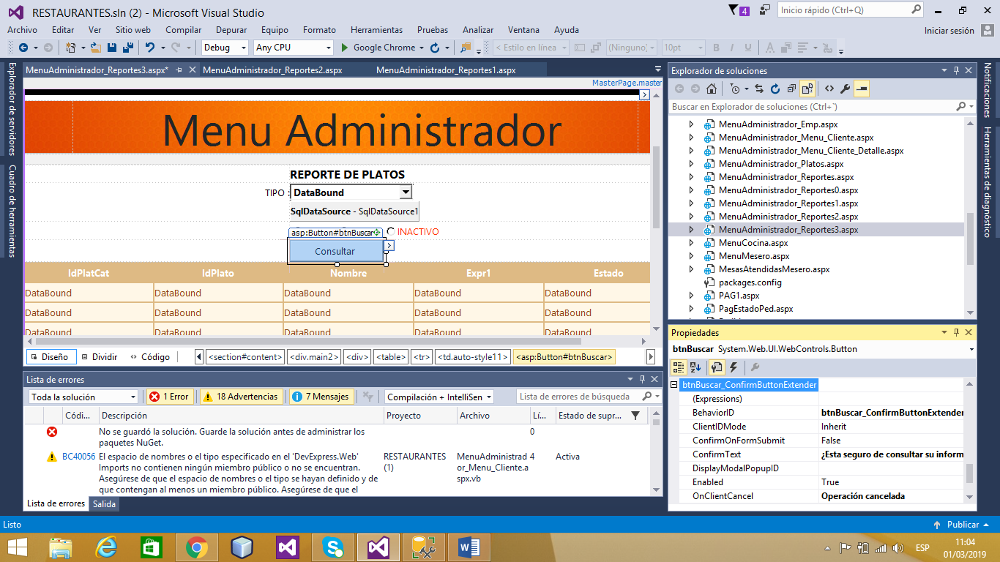 RESTAURANTES.sln (2) - Microsoft Visual Studio
4
Inicio rápido (Ctrl+Q)
Archivo Editar Ver Sitio web Compilar Depurar Equipo Formato Herramientas Pruebas Analizar Ventana Ayuda
Iniciar sesión
Debug Any CPU Google Chrome < Estilo en línea (Ninguno) 10pt B I U A
Explorador de servidores
Cuadro de herramientas
MenuAdministrador_Reportes3.aspx* MenuAdministrador_Reportes2.aspx MenuAdministrador_Reportes1.aspx
MasterPage.master
Menu Administrador
REPORTE DE PLATOS
TIPO : DataBound
SqlDataSource - SqlDataSource1
asp:Button#btnBuscar INACTIVO
Consultar
IdPlatCat IdPlato Nombre Expr1 Estado
DataBound DataBound DataBound DataBound DataBound
DataBound DataBound DataBound DataBound DataBound
DataBound DataBound DataBound DataBound DataBound
Diseño Dividir Código <section#content> <div.main2> <div> <table> <tr> <td.auto-style11> <asp:Button#btnBuscar>
Lista de errores
Toda la solución 1 Error 18 Advertencias 7 Mensajes Compilación + IntelliSen Lista de errores de búsqueda
Códi... Descripción Proyecto Archivo Lí... Estado de supr...
No se guardó la solución. Guarde la solución antes de administrar los
paquetes NuGet.
0
BC40056 El espacio de nombres o el tipo especificado en el 'DevExpress.Web'
Imports no contienen ningún miembro público o no se encuentran.
Asegúrese de que el espacio de nombres o el tipo se hayan definido y de
que contengan al menos un miembro público. Asegúrese de que el
RESTAURANTES
(1)
MenuAdministrad
or_Menu_Cliente.a
spx.vb
4
Activa
Lista de errores Salida
Explorador de soluciones
Buscar en Explorador de soluciones (Ctrl+`)
MenuAdministrador_Emp.aspx
MenuAdministrador_Menu_Cliente.aspx
MenuAdministrador_Menu_Cliente_Detalle.aspx
MenuAdministrador_Platos.aspx
MenuAdministrador_Reportes.aspx
MenuAdministrador_Reportes0.aspx
MenuAdministrador_Reportes1.aspx
MenuAdministrador_Reportes2.aspx
MenuAdministrador_Reportes3.aspx
MenuCocina.aspx
MenuMesero.aspx
MesasAtendidasMesero.aspx
packages.config
PAG1.aspx
PagEstadoPed.aspx
Propiedades
btnBuscar System.Web.UI.WebControls.Button
btnBuscar_ConfirmButtonExtender
(Expressions)
BehaviorID btnBuscar_ConfirmButtonExtender
ClientIDMode Inherit
ConfirmOnFormSubmit False
ConfirmText ¿Esta seguro de consultar su inform
DisplayModalPopupID
Enabled True
OnClientCancel Operación cancelada
Notificaciones
Herramientas de diagnóstico
Listo
Publicar
ESP
11:04
01/03/2019